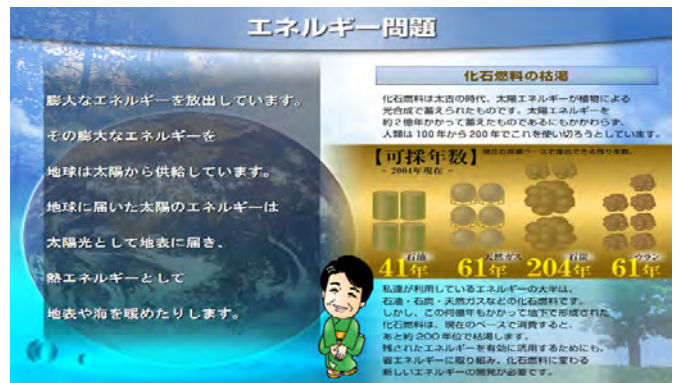 エネルギー問題
膨大なエネルギーを放出しています。
その膨大なエネルギーを
地球は太陽から供給しています。
地球に届いた太陽のエネルギーは
太陽光として地表に届き、
熱エネルギーとして
地表や海を暖めたりします。
化石燃料の枯渇
化石燃料は太古の時代、太陽エネルギーが植物による
光合成で蓄えられたものです。太陽エネルギーを
約2億年かかって蓄えたものであるにもかかわらず、
人類は100年から200年でこれを使い切ろうとしています。
【可採年数】現在の採掘ペースで産出できる残り年数。
- 2004年現在 -
石油 天然ガス 石炭 ウラン
41年 61年 204年 61年
私達が利用しているエネルギーの大半は、
石油・石炭・天然ガスなどの化石燃料です。
しかし、この何億年もかかって地下で形成された
化石燃料は、現在のペースで消費すると、
あと約200年位で枯渇します。
残されたエネルギーを有効に活用するためにも、
省エネルギーに取り組み、化石燃料に変わる
新しいエネルギーの開発が必要です。